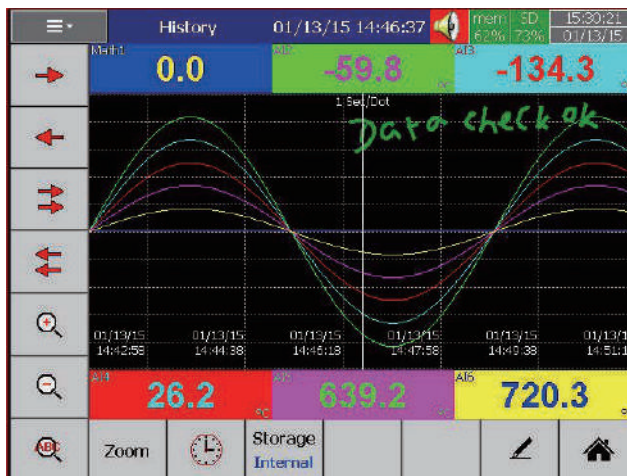 History 01/13/15 14:46:37 mem 62% SD 73% 15:30:21 01/13/15
Math1 0.0
AI2 -59.8 °C
AI3 -134.3 °C
1 Sec/Dot
Data check ok
01/13/15 01/13/15 01/13/15 01/13/15 01/13/15 01/13/15
14:42:59 14:44:38 14:46:18 14:47:58 14:49:38
AI4 26.2 °C
AI5 639.2 °C
AI6 720.3
ABC Zoom Storage
Internal